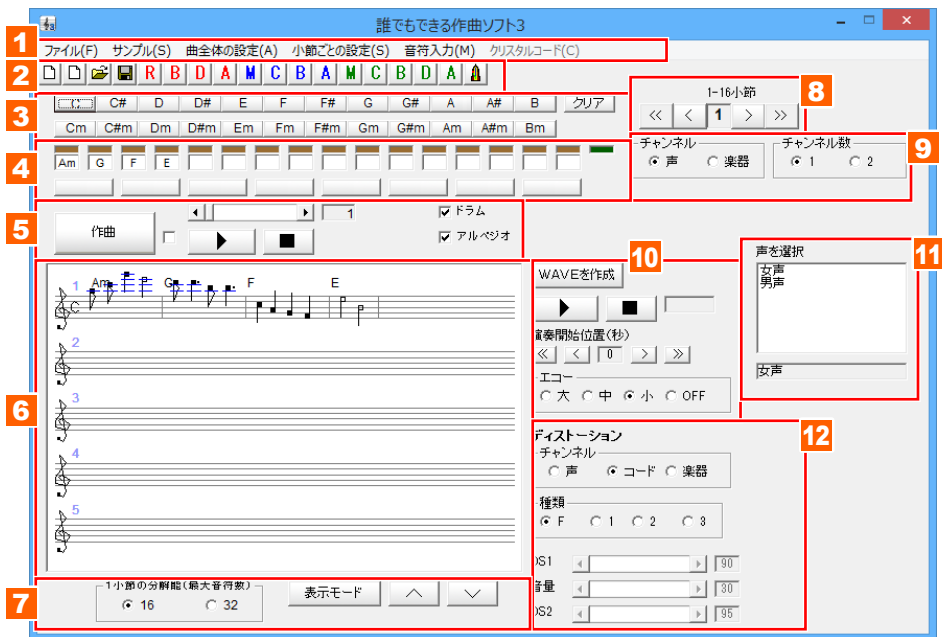 誰でもできる作曲ソフト3
1
ファイル(F) サンプル(S) 曲全体の設定(A) 小節ごとの設定(S) 音符入力(M) クリスタルコード(C)
2
R B D A M C B A M C B D A
3
C# D D# E F F# G G# A A# B クリア
Cm C#m Dm D#m Em Fm F#m Gm G#m Am A#m Bm
8
1-16小節
<< < 1 > >>
4
Am G F E
9
チャンネル
声 楽器
チャンネル数
1 2
5
作曲
1
ドラム
アルペジオ
6
1 Am G F E
C
2
3
4
5
10
WAVEを作成
演奏開始位置(秒)
<< < 0 > >>
エコー
大 中 小 OFF
11
声を選択
女声
男声
女声
12
ディストーション
チャンネル
声 コード 楽器
種類
F 1 2 3
DS1 90
音量 30
DS2 95
7
1小節の分解能(最大音符数)
16 32
表示モード